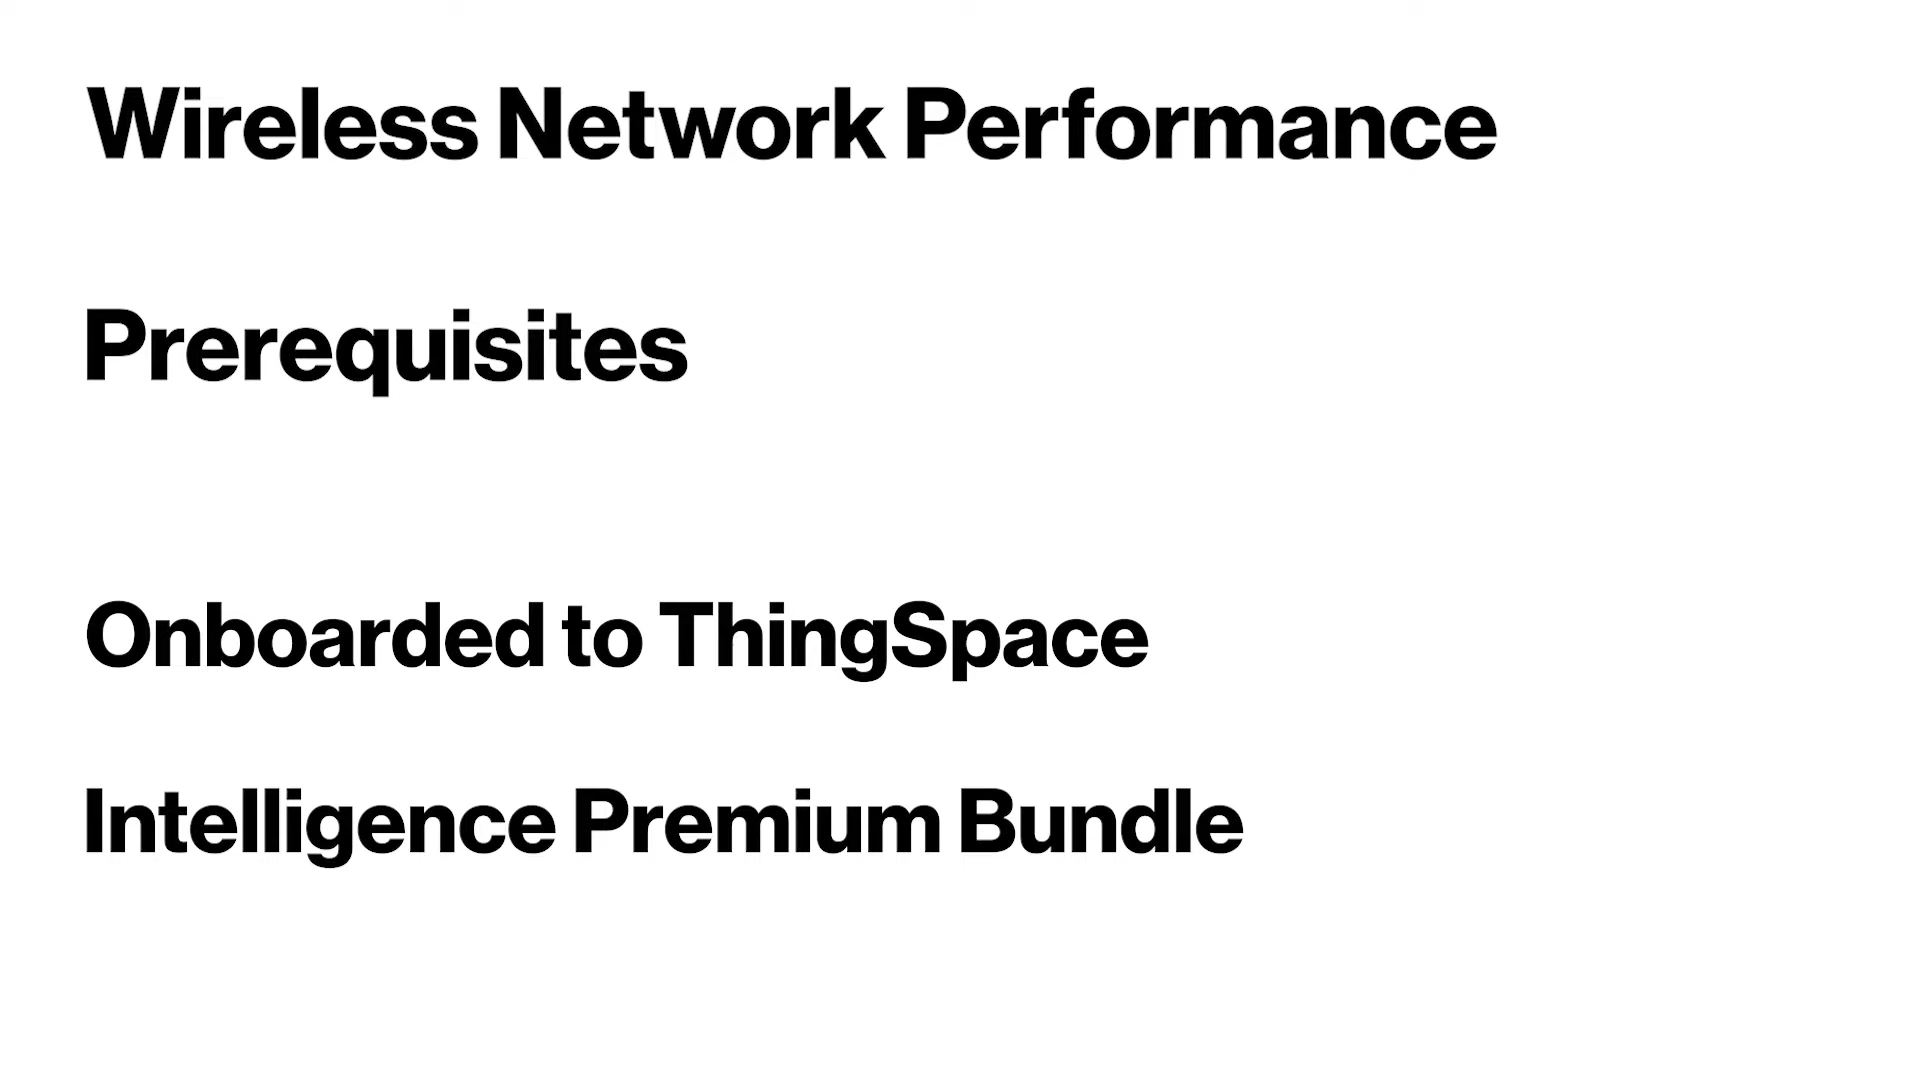 Wireless Network Performance
Prerequisites
Onboarded to ThingSpace
Intelligence Premium Bundle